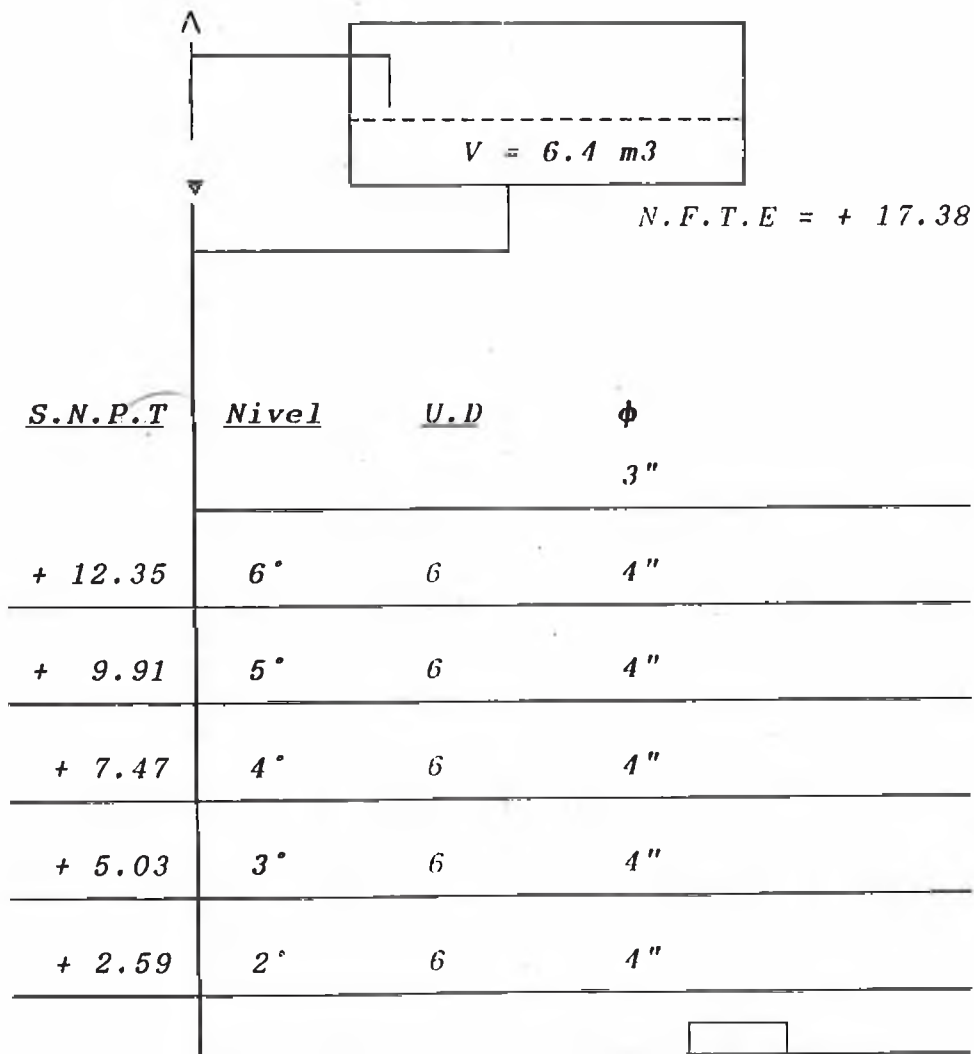 V = 6.4 m3
N.F.T.E = + 17.38
S.N.P.T Nivel U.D φ
3"
+ 12.35 6° 6 4"
+ 9.91 5° 6 4"
+ 7.47 4° 6 4"
+ 5.03 3° 6 4"
+ 2.59 2° 6 4"